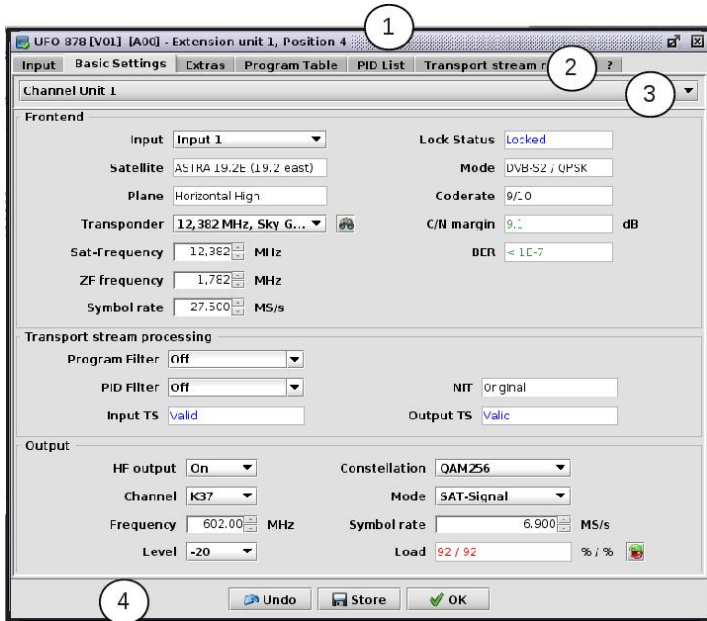 1
UFO 878 [V01] [A00] - Extension unit 1, Position 4
Input Basic Settings Extras Program Table PID List Transport stream 2 ?
Channel Unit 1 3
Frontend
Input Input 1 Lock Status Locked
Satellite ASTRA 19.2E (19.2 east) Mode DVB-S2 / QPSK
Plane Horizontal High Coderate 9/10
Transponder 12,382 MHz, Sky G... C/N margin dB
Sat-Frequency 12,382 MHz BER < 1E-7
ZF frequency 1,782 MHz
Symbol rate 27.500 MS/s
Transport stream processing
Program Filter Off
PID Filter Off NIT Original
Input TS Valid Output TS Valid
Output
HF output On Constellation QAM256
Channel K37 Mode SAT-Signal
Frequency 602.00 MHz Symbol rate 6.900 MS/s
Level -20 Load 92 / 92 % / %
4 Undo Store OK